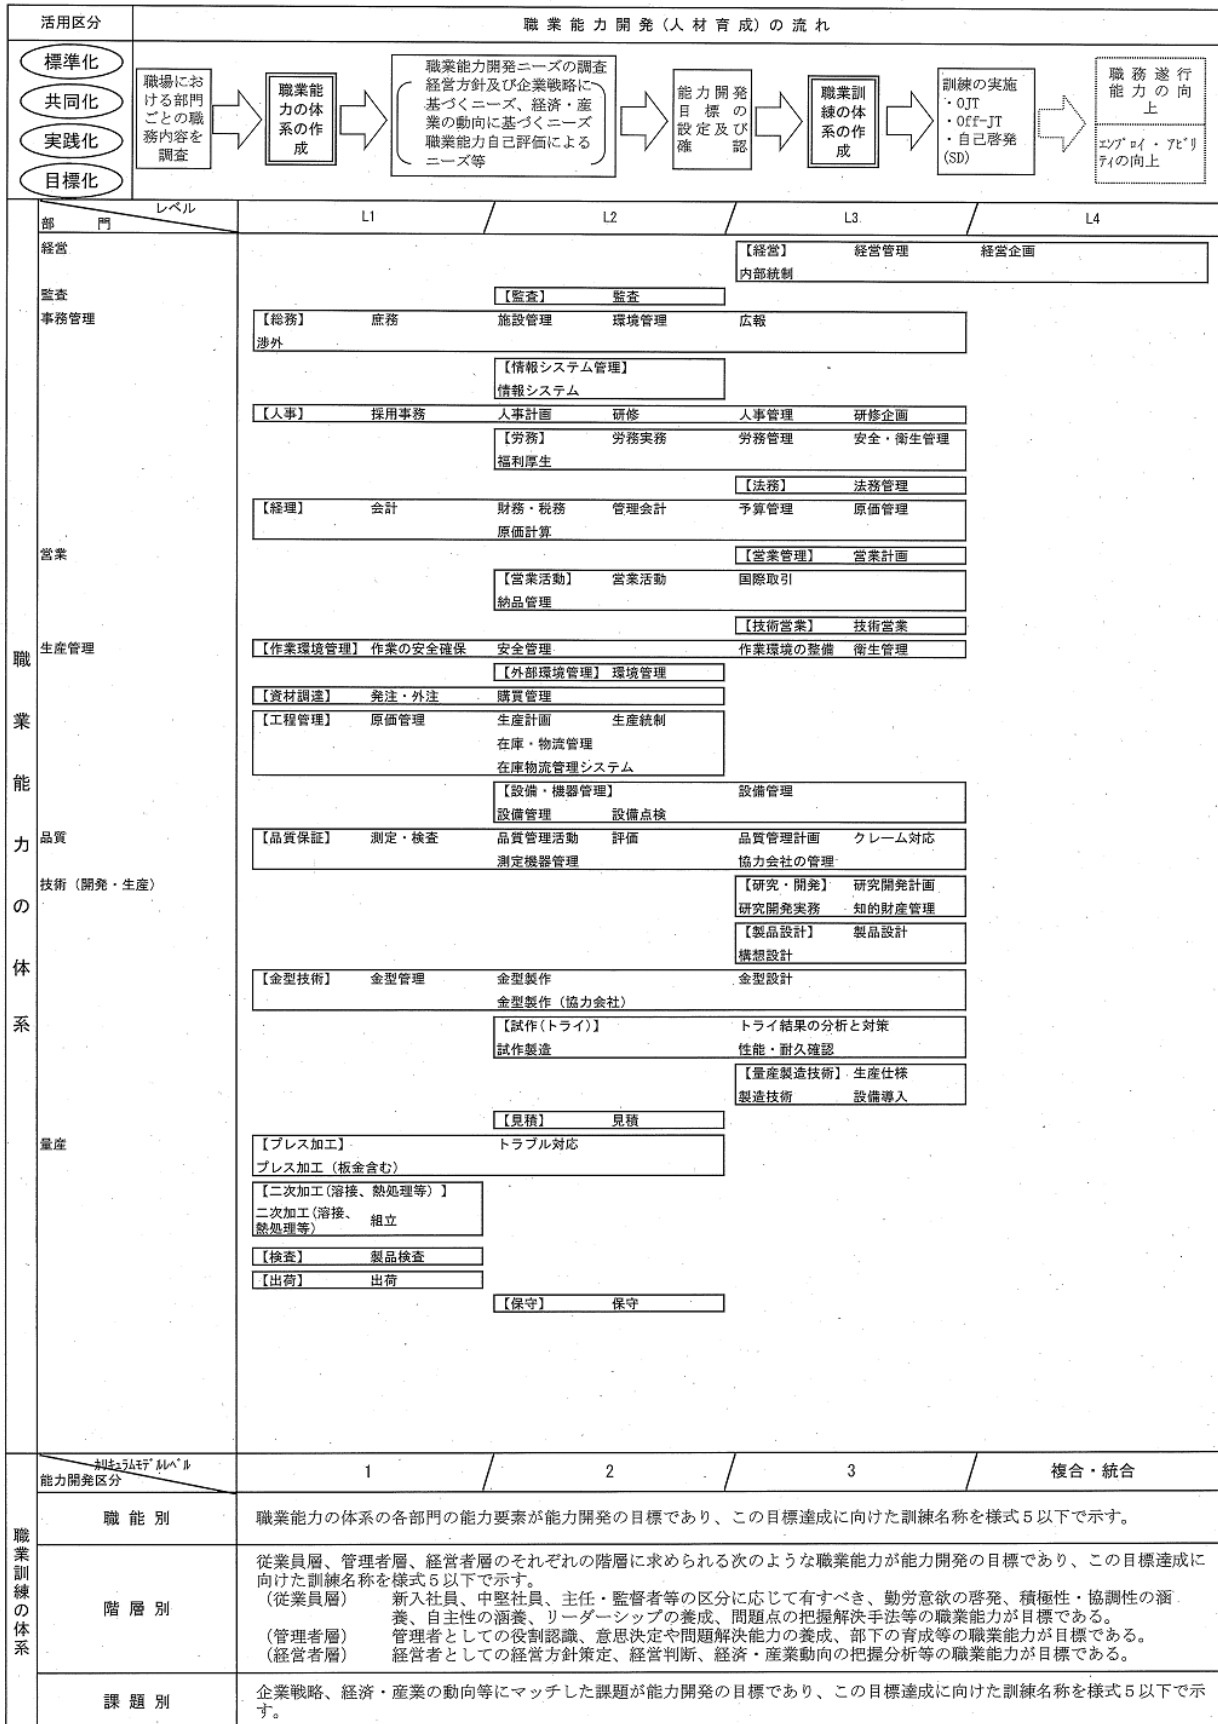 活用区分
職業能力開発(人材育成)の流れ
標準化
共同化
実践化
目標化
職場にお
ける部門
ごとの職
務内容を
調査
職業能
力の体
系の作
成
職業能力開発ニーズの調査
経営方針及び企業戦略に
基づくニーズ、経済・産
業の動向に基づくニーズ
職業能力自己評価による
ニーズ等
能力開発
目標の
設定及び
確認
職業訓
練の体
系の作
成
訓練の実施
・OJT
・Off-JT
・自己啓発
(SD)
職務遂行
能力の向
上
エンプロイ・アビリ
ティの向上
職業能力の体系
レベル
部門
L1 L2 L3 L4
経営
【経営】 経営管理 経営企画
内部統制
監査
【監査】 監査
事務管理
【総務】 庶務 施設管理 環境管理 広報
渉外
【情報システム管理】
情報システム
【人事】 採用事務 人事計画 研修 人事管理 研修企画
【労務】 労務実務 労務管理 安全・衛生管理
福利厚生
【法務】 法務管理
【経理】 会計 財務・税務 管理会計 予算管理 原価管理
原価計算
営業
【営業管理】 営業計画
【営業活動】 営業活動 国際取引
納品管理
【技術営業】 技術営業
生産管理
【作業環境管理】 作業の安全確保 安全管理 作業環境の整備 衛生管理
【外部環境管理】 環境管理
【資材調達】 発注・外注 購買管理
【工程管理】 原価管理 生産計画 生産統制
在庫・物流管理
在庫物流管理システム
【設備・機器管理】 設備管理
設備管理 設備点検
品質
【品質保証】 測定・検査 品質管理活動 評価 品質管理計画 クレーム対応
測定機器管理 協力会社の管理
技術（開発・生産）
【研究・開発】 研究開発計画
研究開発実務 知的財産管理
【製品設計】 製品設計
構想設計
【金型技術】 金型管理 金型製作 金型設計
金型製作（協力会社）
【試作(トライ)】 トライ結果の分析と対策
試作製造 性能・耐久確認
【量産製造技術】 生産仕様
製造技術 設備導入
【見積】 見積
量産
【プレス加工】 トラブル対応
プレス加工（板金含む）
【二次加工(溶接、熱処理等)】
二次加工(溶接、
熱処理等) 組立
【検査】 製品検査
【出荷】 出荷
【保守】 保守
職業訓練の体系
カリキュラムモデルレベル
能力開発区分
1 2 3 複合・統合
職能別
職業能力の体系の各部門の能力要素が能力開発の目標であり、この目標達成に向けた訓練名称を様式５以下で示す。
階層別
従業員層、管理者層、経営者層のそれぞれの階層に求められる次のような職業能力が能力開発の目標であり、この目標達成に
向けた訓練名称を様式５以下で示す。
(従業員層) 新入社員、中堅社員、主任・監督者等の区分に応じて有すべき、勤労意欲の啓発、積極性・協調性の涵
養、自主性の涵養、リーダーシップの養成、問題点の把握解決手法等の職業能力が目標である。
(管理者層) 管理者としての役割認識、意思決定や問題解決能力の養成、部下の育成等の職業能力が目標である。
(経営者層) 経営者としての経営方針策定、経営判断、経済・産業動向の把握分析等の職業能力が目標である。
課題別
企業戦略、経済・産業の動向等にマッチした課題が能力開発の目標であり、この目標達成に向けた訓練名称を様式５以下で示
す。